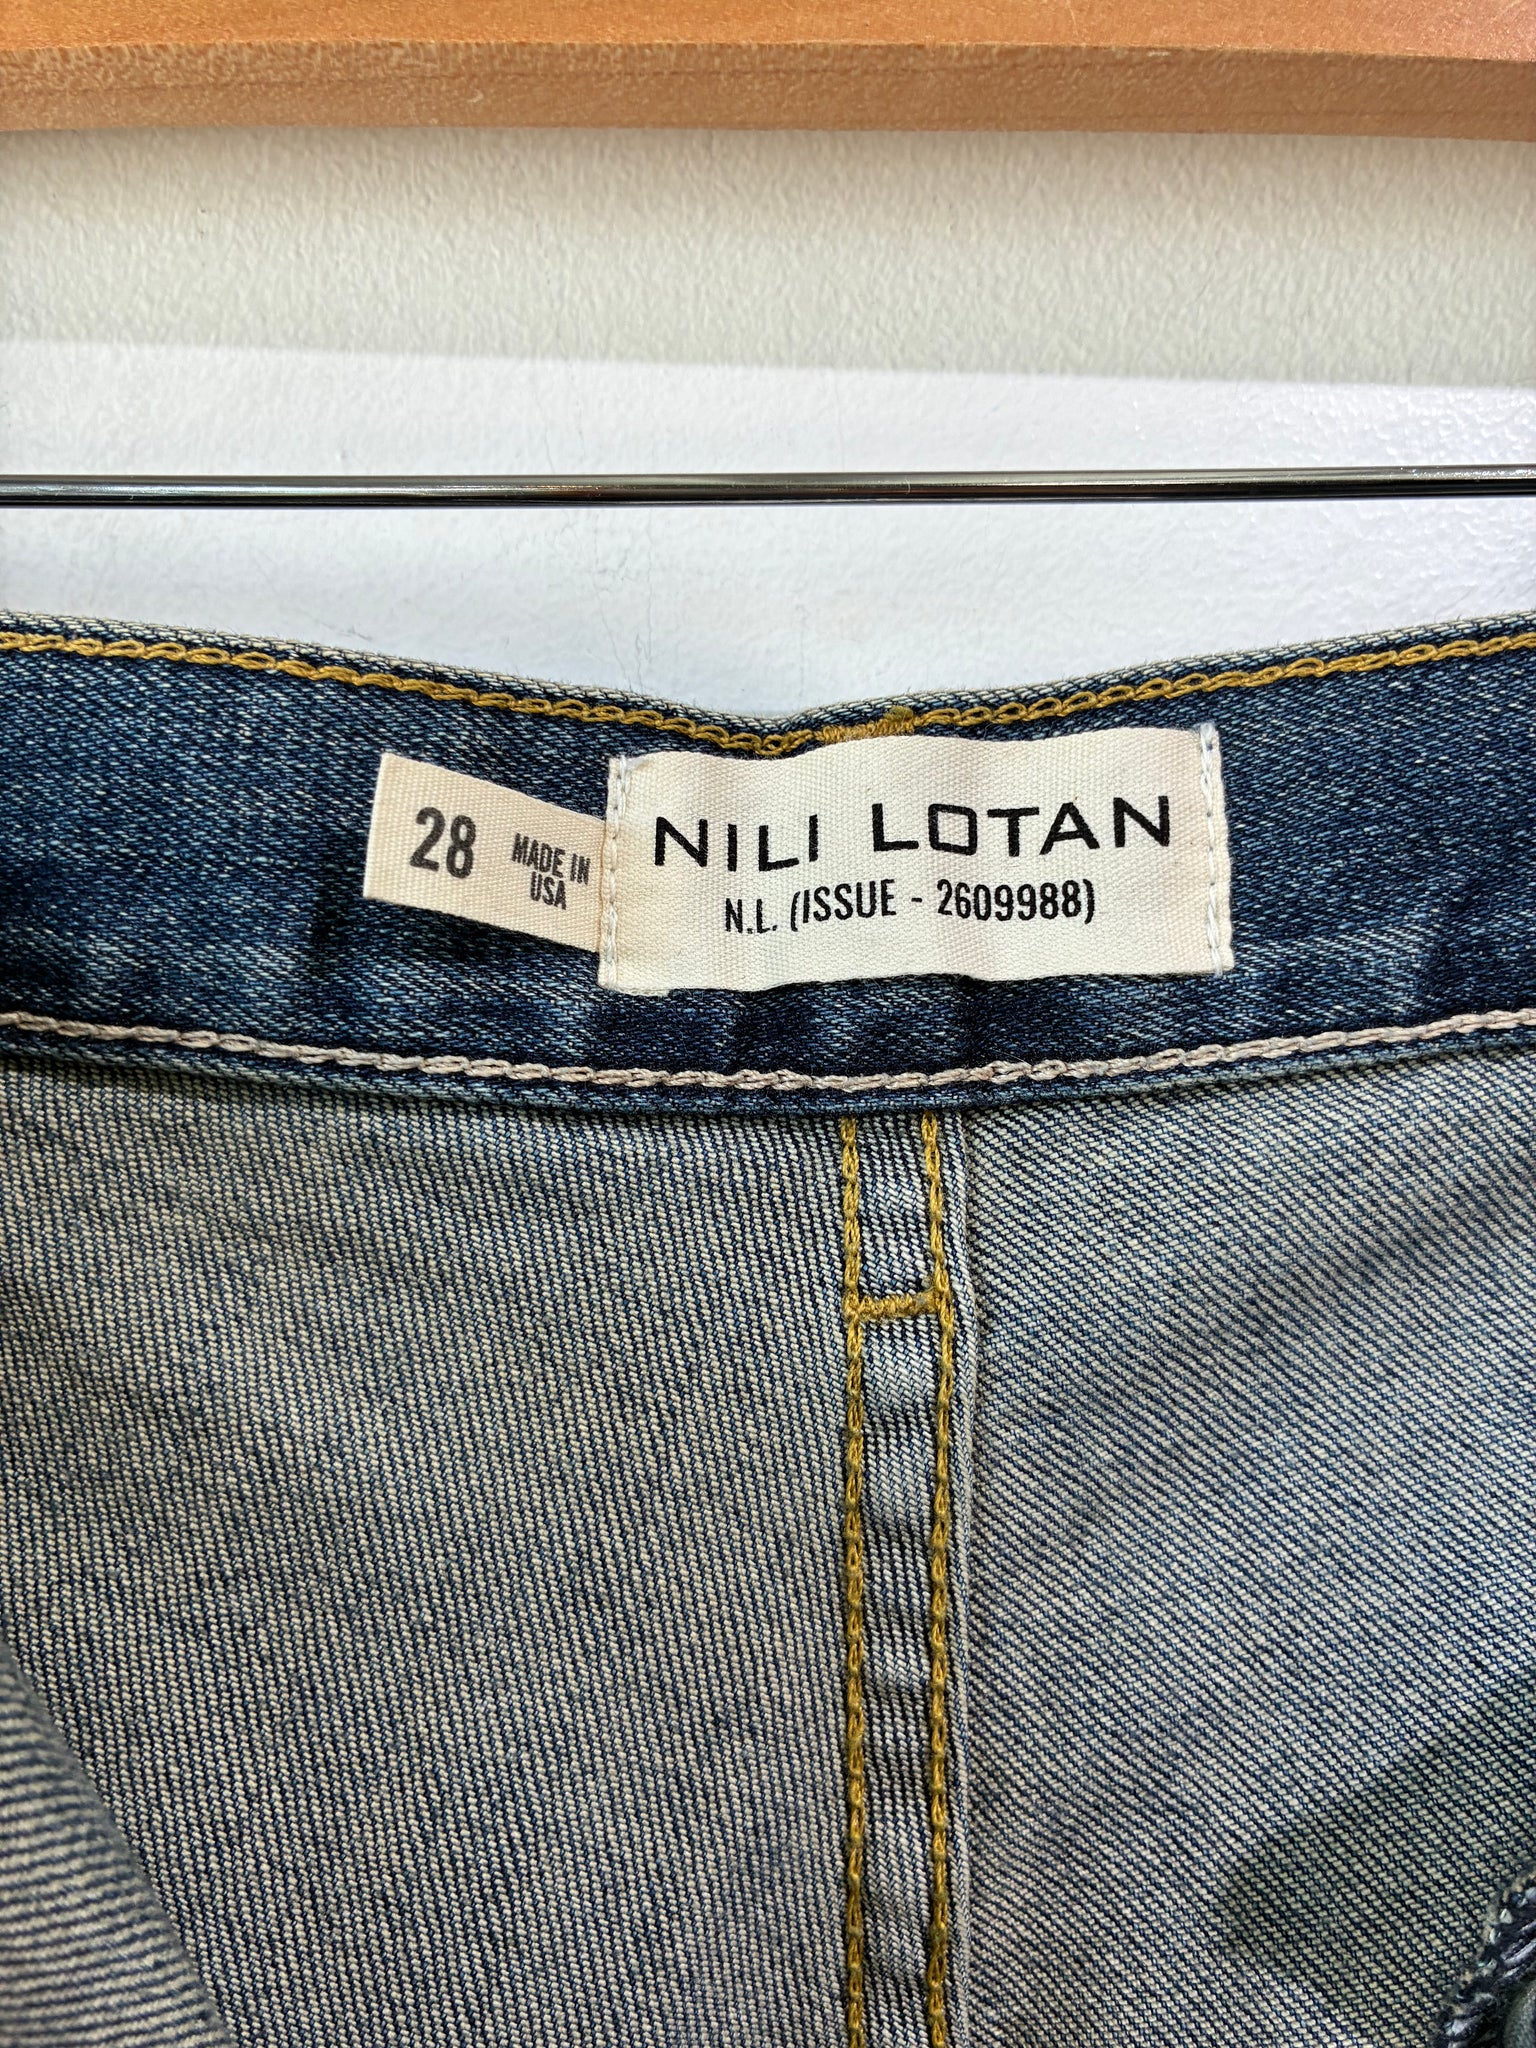 28
MADE IN
USA
NILI LOTAN
N.L. (ISSUE - 2609988)